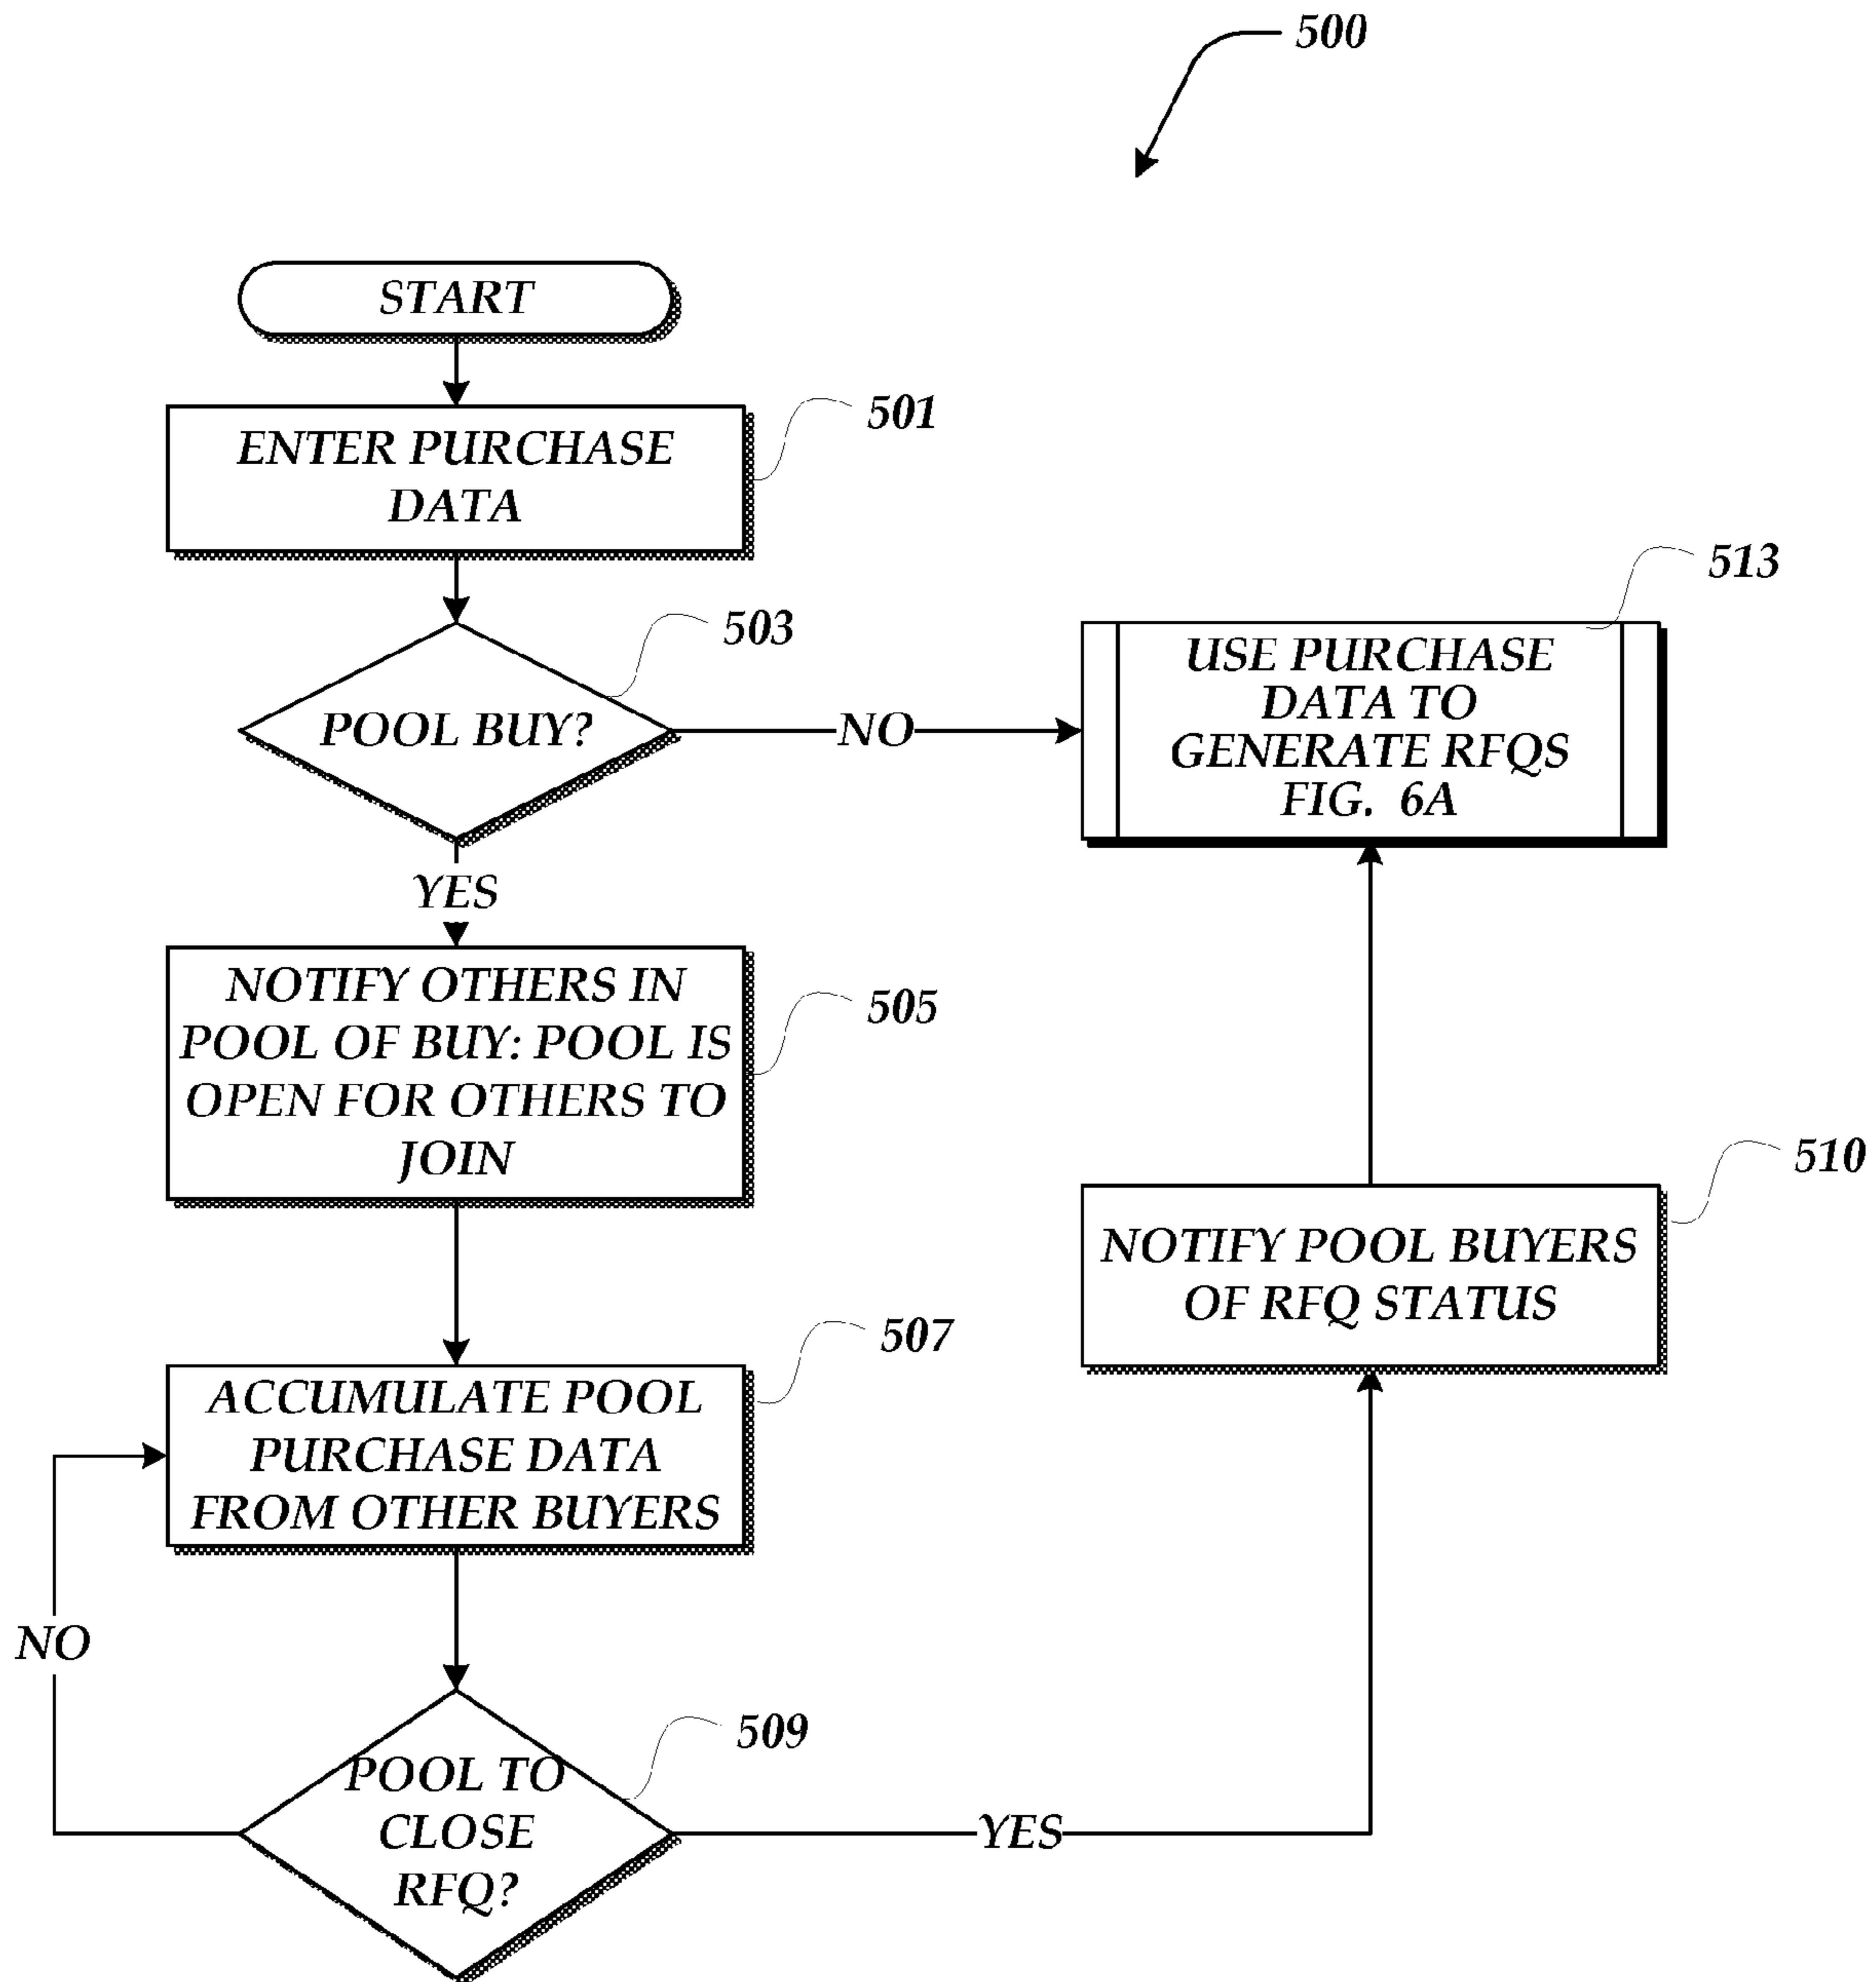 500
START
501
ENTER PURCHASE
DATA
503
POOL BUY?
NO
513
USE PURCHASE
DATA TO
GENERATE RFQS
FIG. 6A
YES
505
NOTIFY OTHERS IN
POOL OF BUY: POOL IS
OPEN FOR OTHERS TO
JOIN
510
NOTIFY POOL BUYERS
OF RFQ STATUS
507
ACCUMULATE POOL
PURCHASE DATA
FROM OTHER BUYERS
NO
509
POOL TO
CLOSE
RFQ?
YES